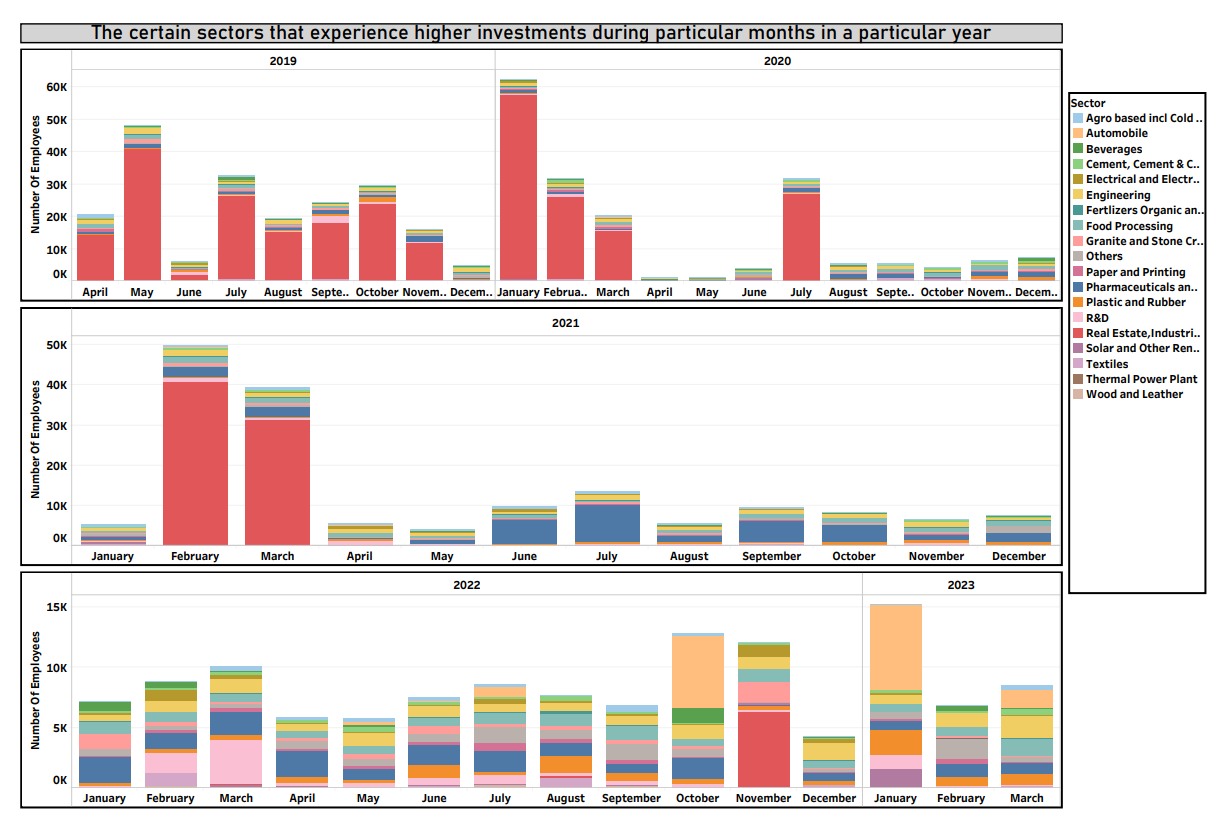 The certain sectors that experience higher investments during particular months in a particular year
2019 2020
Number Of Employees
60K
50K
40K
30K
20K
10K
0K
April May June July August Septe.. October Novem.. Decem.. January Februa.. March April May June July August Septe.. October Novem.. Decem..
Sector
Agro based incl Cold ..
Automobile
Beverages
Cement, Cement & C..
Electrical and Electr..
Engineering
Fertlizers Organic an..
Food Processing
Granite and Stone Cr..
Others
Paper and Printing
Pharmaceuticals an..
Plastic and Rubber
R&D
Real Estate,Industri..
Solar and Other Ren..
Textiles
Thermal Power Plant
Wood and Leather
2021
Number Of Employees
50K
40K
30K
20K
10K
0K
January February March April May June July August September October November December
2022 2023
Number Of Employees
15K
10K
5K
0K
January February March April May June July August September October November December January February March